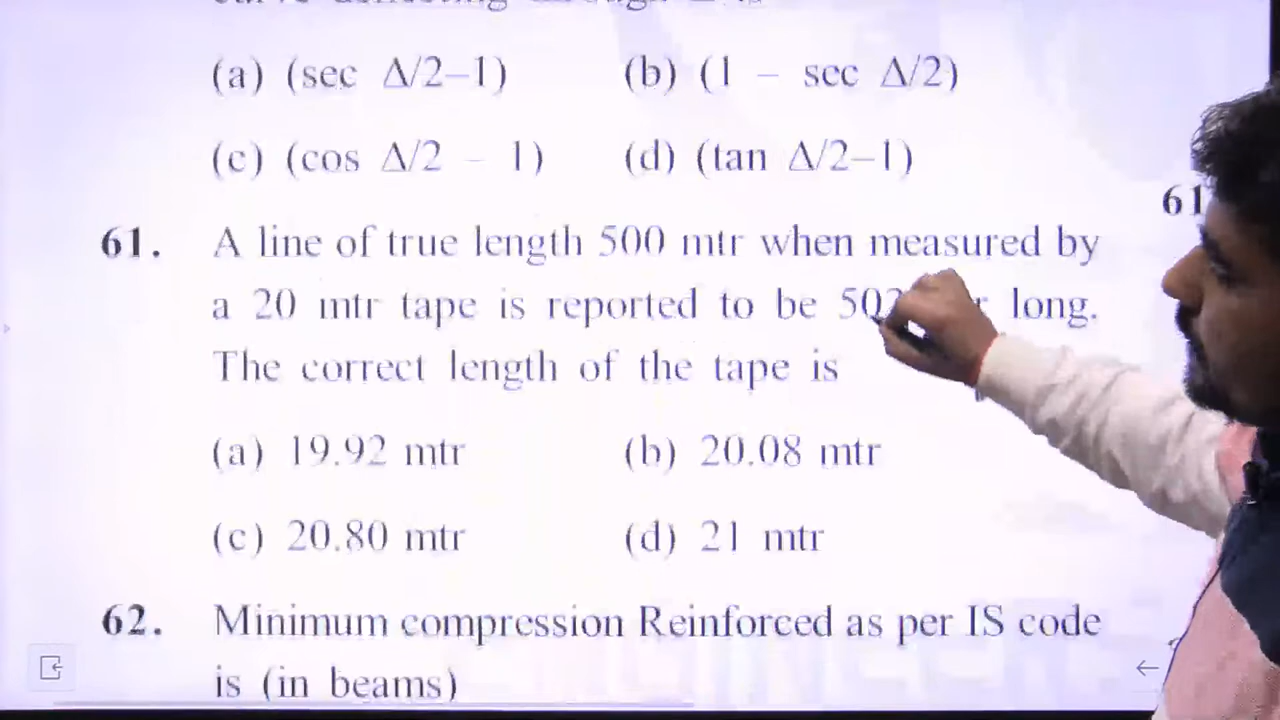 (a) (sec Δ/2–1) (b) (1 – sec Δ/2)
(c) (cos Δ/2 – 1) (d) (tan Δ/2–1)
61. A line of true length 500 mtr when measured by
61
a 20 mtr tape is reported to be long.
The correct length of the tape is
(a) 19.92 mtr (b) 20.08 mtr
(c) 20.80 mtr (d) 21 mtr
62. Minimum compression Reinforced as per IS code
is (in beams)